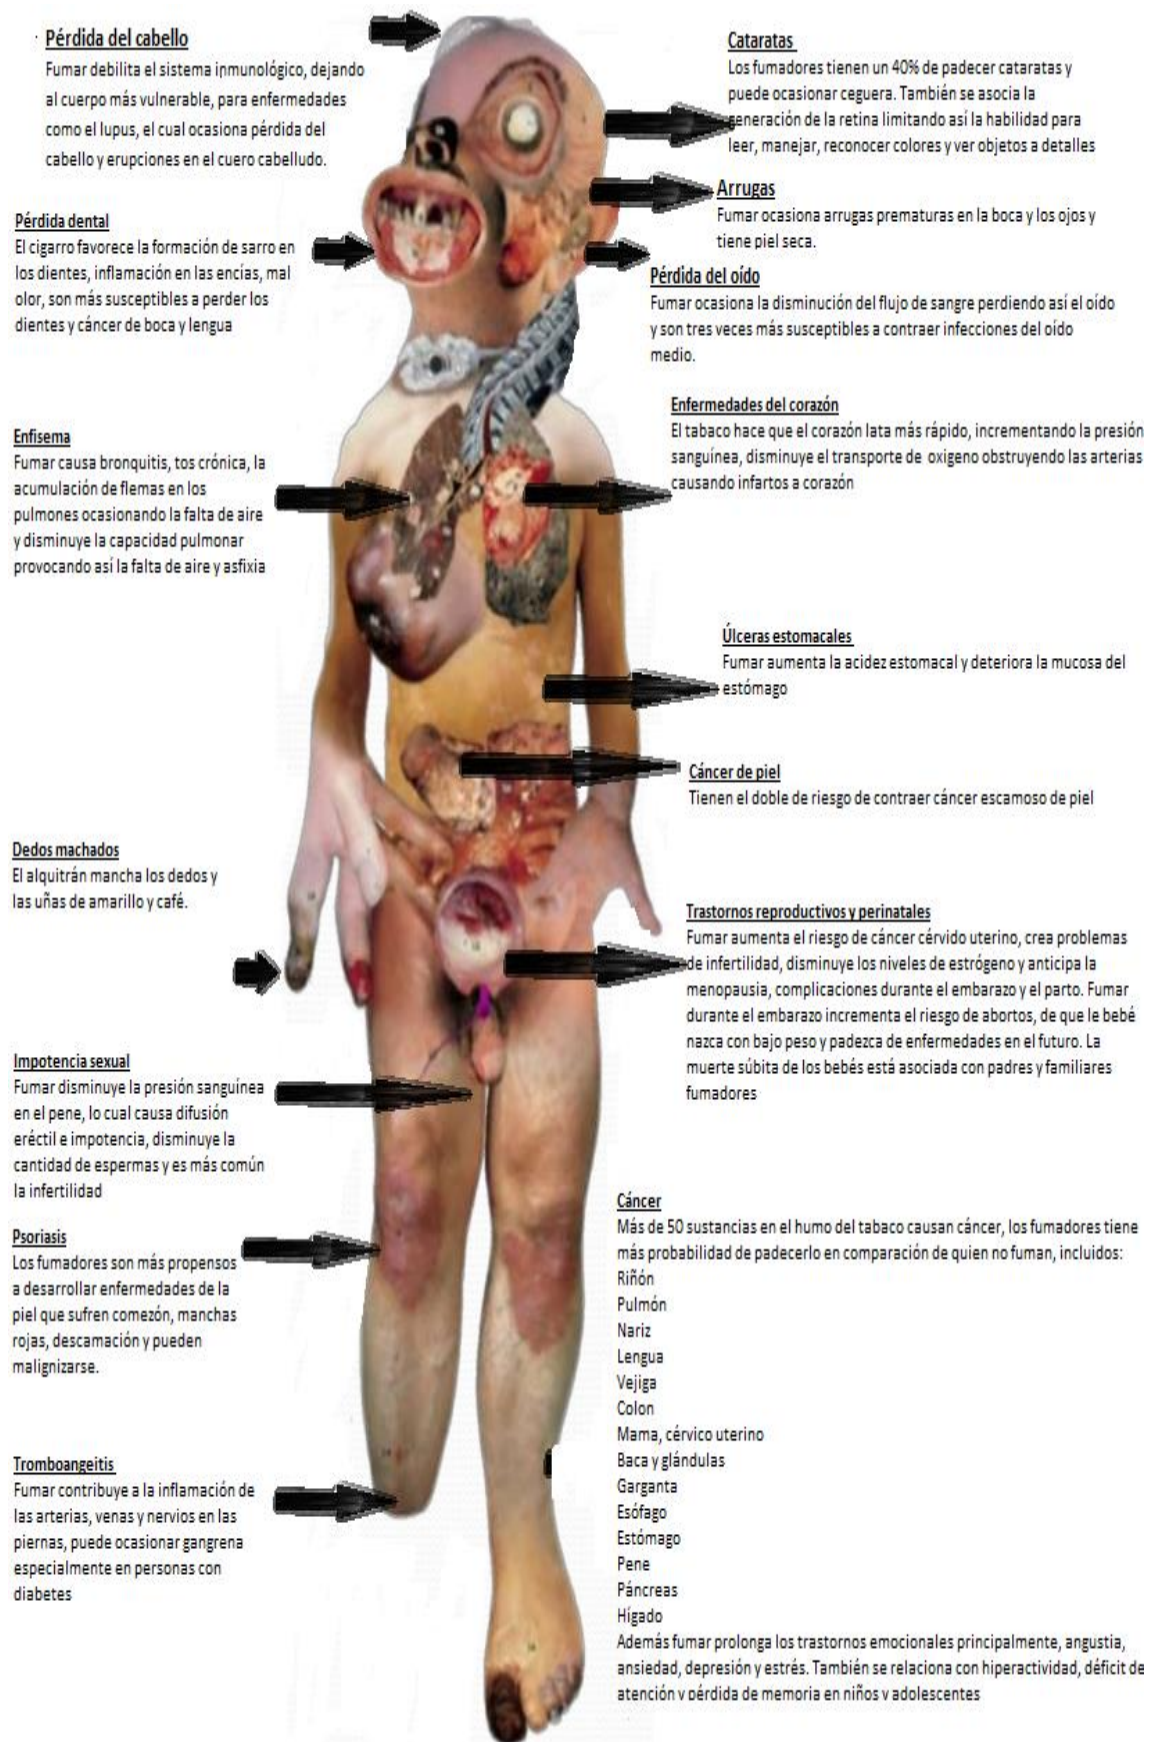 Pérdida del cabello
Fumar debilita el sistema inmunológico, dejando
al cuerpo más vulnerable, para enfermedades
como el lupus, el cual ocasiona pérdida del
cabello y erupciones en el cuero cabelludo.
Pérdida dental
El cigarro favorece la formación de sarro en
los dientes, inflamación en las encías, mal
olor, son más susceptibles a perder los
dientes y cáncer de boca y lengua
Enfisema
Fumar causa bronquitis, tos crónica, la
acumulación de flemas en los
pulmones ocasionando la falta de aire
y disminuye la capacidad pulmonar
provocando así la falta de aire y asfixia
Dedos machados
El alquitrán mancha los dedos y
las uñas de amarillo y café.
Impotencia sexual
Fumar disminuye la presión sanguínea
en el pene, lo cual causa difusión
eréctil e impotencia, disminuye la
cantidad de espermas y es más común
la infertilidad
Psoriasis
Los fumadores son más propensos
a desarrollar enfermedades de la
piel que sufren comezón, manchas
rojas, descamación y pueden
malignizarse.
Tromboangeitis
Fumar contribuye a la inflamación de
las arterias, venas y nervios en las
piernas, puede ocasionar gangrena
especialmente en personas con
diabetes
Cataratas
Los fumadores tienen un 40% de padecer cataratas y
puede ocasionar ceguera. También se asocia la
generación de la retina limitando así la habilidad para
leer, manejar, reconocer colores y ver objetos a detalles
Arrugas
Fumar ocasiona arrugas prematuras en la boca y los ojos y
tiene piel seca.
Pérdida del oído
Fumar ocasiona la disminución del flujo de sangre perdiendo así el oído
y son tres veces más susceptibles a contraer infecciones del oído
medio.
Enfermedades del corazón
El tabaco hace que el corazón lata más rápido, incrementando la presión
sanguínea, disminuye el transporte de oxigeno obstruyendo las arterias
causando infartos a corazón
Úlceras estomacales
Fumar aumenta la acidez estomacal y deteriora la mucosa del
estómago
Cáncer de piel
Tienen el doble de riesgo de contraer cáncer escamoso de piel
Trastornos reproductivos y perinatales
Fumar aumenta el riesgo de cáncer cérvido uterino, crea problemas
de infertilidad, disminuye los niveles de estrógeno y anticipa la
menopausia, complicaciones durante el embarazo y el parto. Fumar
durante el embarazo incrementa el riesgo de abortos, de que le bebé
nazca con bajo peso y padezca de enfermedades en el futuro. La
muerte súbita de los bebés está asociada con padres y familiares
fumadores
Cáncer
Más de 50 sustancias en el humo del tabaco causan cáncer, los fumadores tiene
más probabilidad de padecerlo en comparación de quien no fuman, incluidos:
Riñón
Pulmón
Nariz
Lengua
Vejiga
Colon
Mama, cérvico uterino
Baca y glándulas
Garganta
Esófago
Estómago
Pene
Páncreas
Hígado
Además fumar prolonga los trastornos emocionales principalmente, angustia,
ansiedad, depresión y estrés. También se relaciona con hiperactividad, déficit de
atención y pérdida de memoria en niños y adolescentes